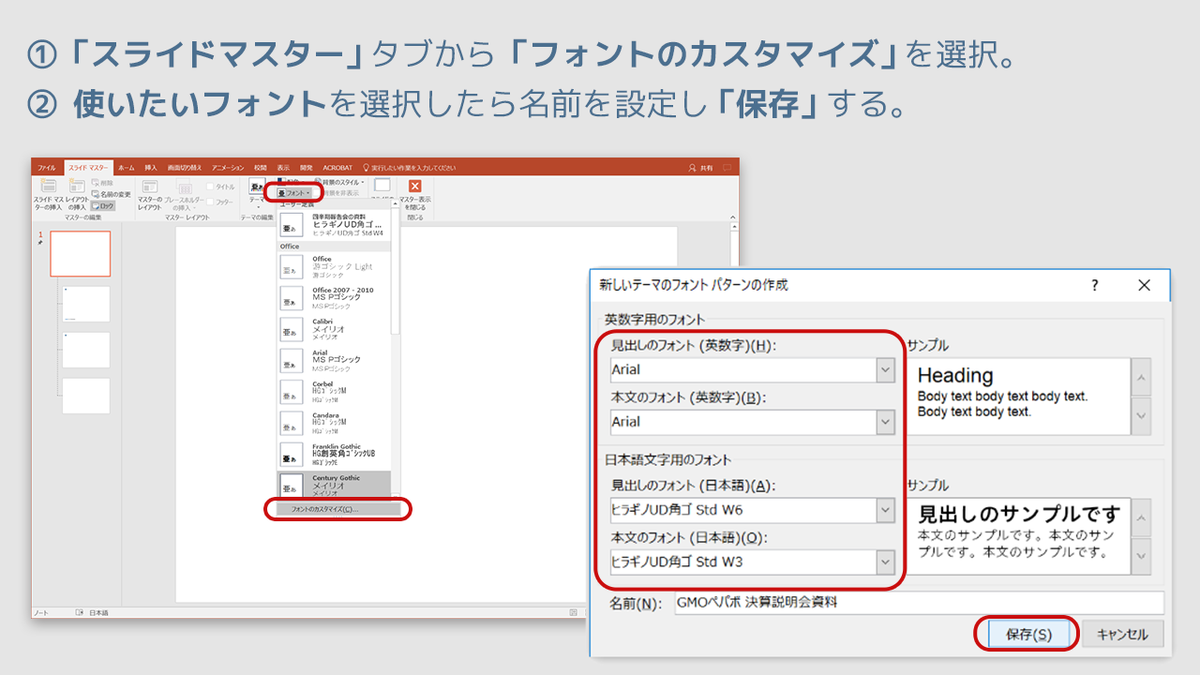 ① 「スライドマスター」タブから「フォントのカスタマイズ」を選択。
② 使いたいフォントを選択したら名前を設定し「保存」する。
ファイル スライド マスター ホーム 挿入 画面切り替え アニメーション 校閲 表示 開発 ACROBAT 実行したい作業を入力してください 共有
スライド マスターの挿入
レイアウトの挿入
削除
名前の変更
ロック
マスターの編集
マスターのレイアウト
プレースホルダーの挿入
タイトル
フッター
マスター レイアウト
テーマ
テーマの編集
フォント
背景のスタイル
背景を非表示
マスター表示を閉じる
閉じる
1
ユーザー定義
四季期報告会の資料
ヒラギノUD角ゴ ...
ヒラギノUD角ゴ Std W4
Office
Office
游ゴシック Light
游ゴシック
Office 2007 - 2010
MS Pゴシック
MS Pゴシック
Calibri
メイリオ
メイリオ
Arial
MS Pゴシック
MS Pゴシック
Corbel
HGゴシックM
HGゴシックM
Candara
HGゴシックM
HGゴシックM
Franklin Gothic
HG創英角ゴシックUB
HGゴシックE
Century Gothic
メイリオ
メイリオ
フォントのカスタマイズ(C)...
ノート 日本語
新しいテーマのフォント パターンの作成 ? ×
英数字用のフォント
見出しのフォント (英数字)(H):
Arial
本文のフォント (英数字)(B):
Arial
サンプル
Heading
Body text body text body text.
Body text body text.
日本語文字用のフォント
見出しのフォント (日本語)(A):
ヒラギノUD角ゴ Std W6
本文のフォント (日本語)(O):
ヒラギノUD角ゴ Std W3
サンプル
見出しのサンプルです
本文のサンプルです。本文のサン
プルです。本文のサンプルです。
名前(N): GMOペパボ 決算説明会資料
保存(S) キャンセル